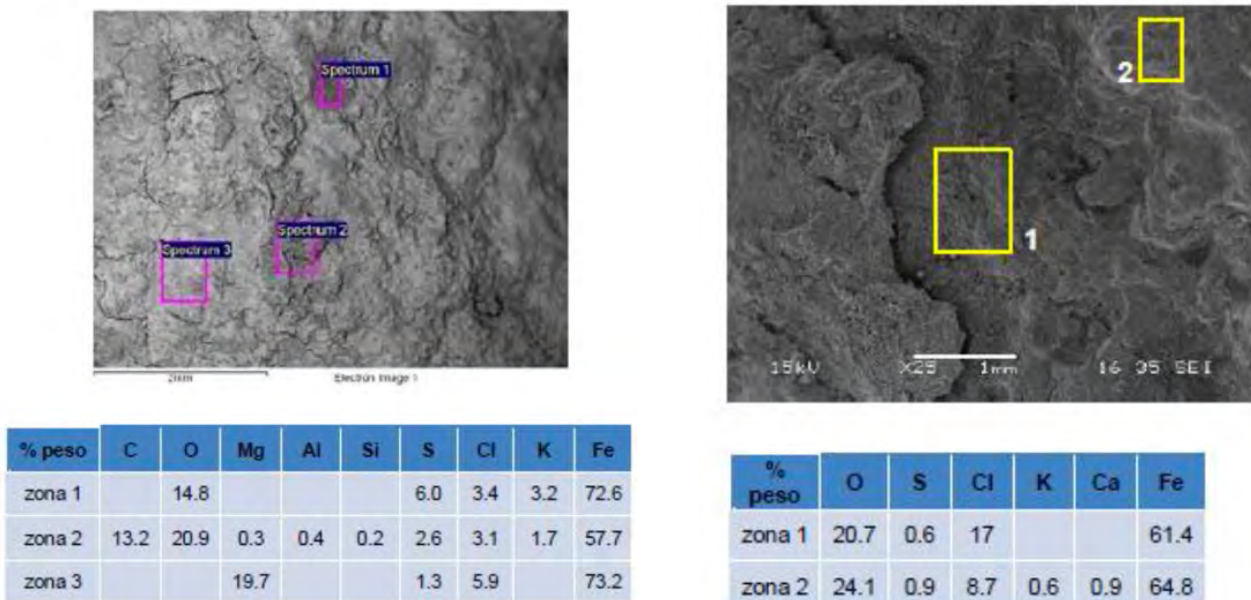 Spectrum 1
Spectrum 2
Spectrum 3
2mm Electron Image 1
2
1
15kV X25 1mm 16 35 SEI
% peso C O Mg Al Si S Cl K Fe
zona 1 14.8 6.0 3.4 3.2 72.6
zona 2 13.2 20.9 0.3 0.4 0.2 2.6 3.1 1.7 57.7
zona 3 19.7 1.3 5.9 73.2
% peso O S Cl K Ca Fe
zona 1 20.7 0.6 17 61.4
zona 2 24.1 0.9 8.7 0.6 0.9 64.8